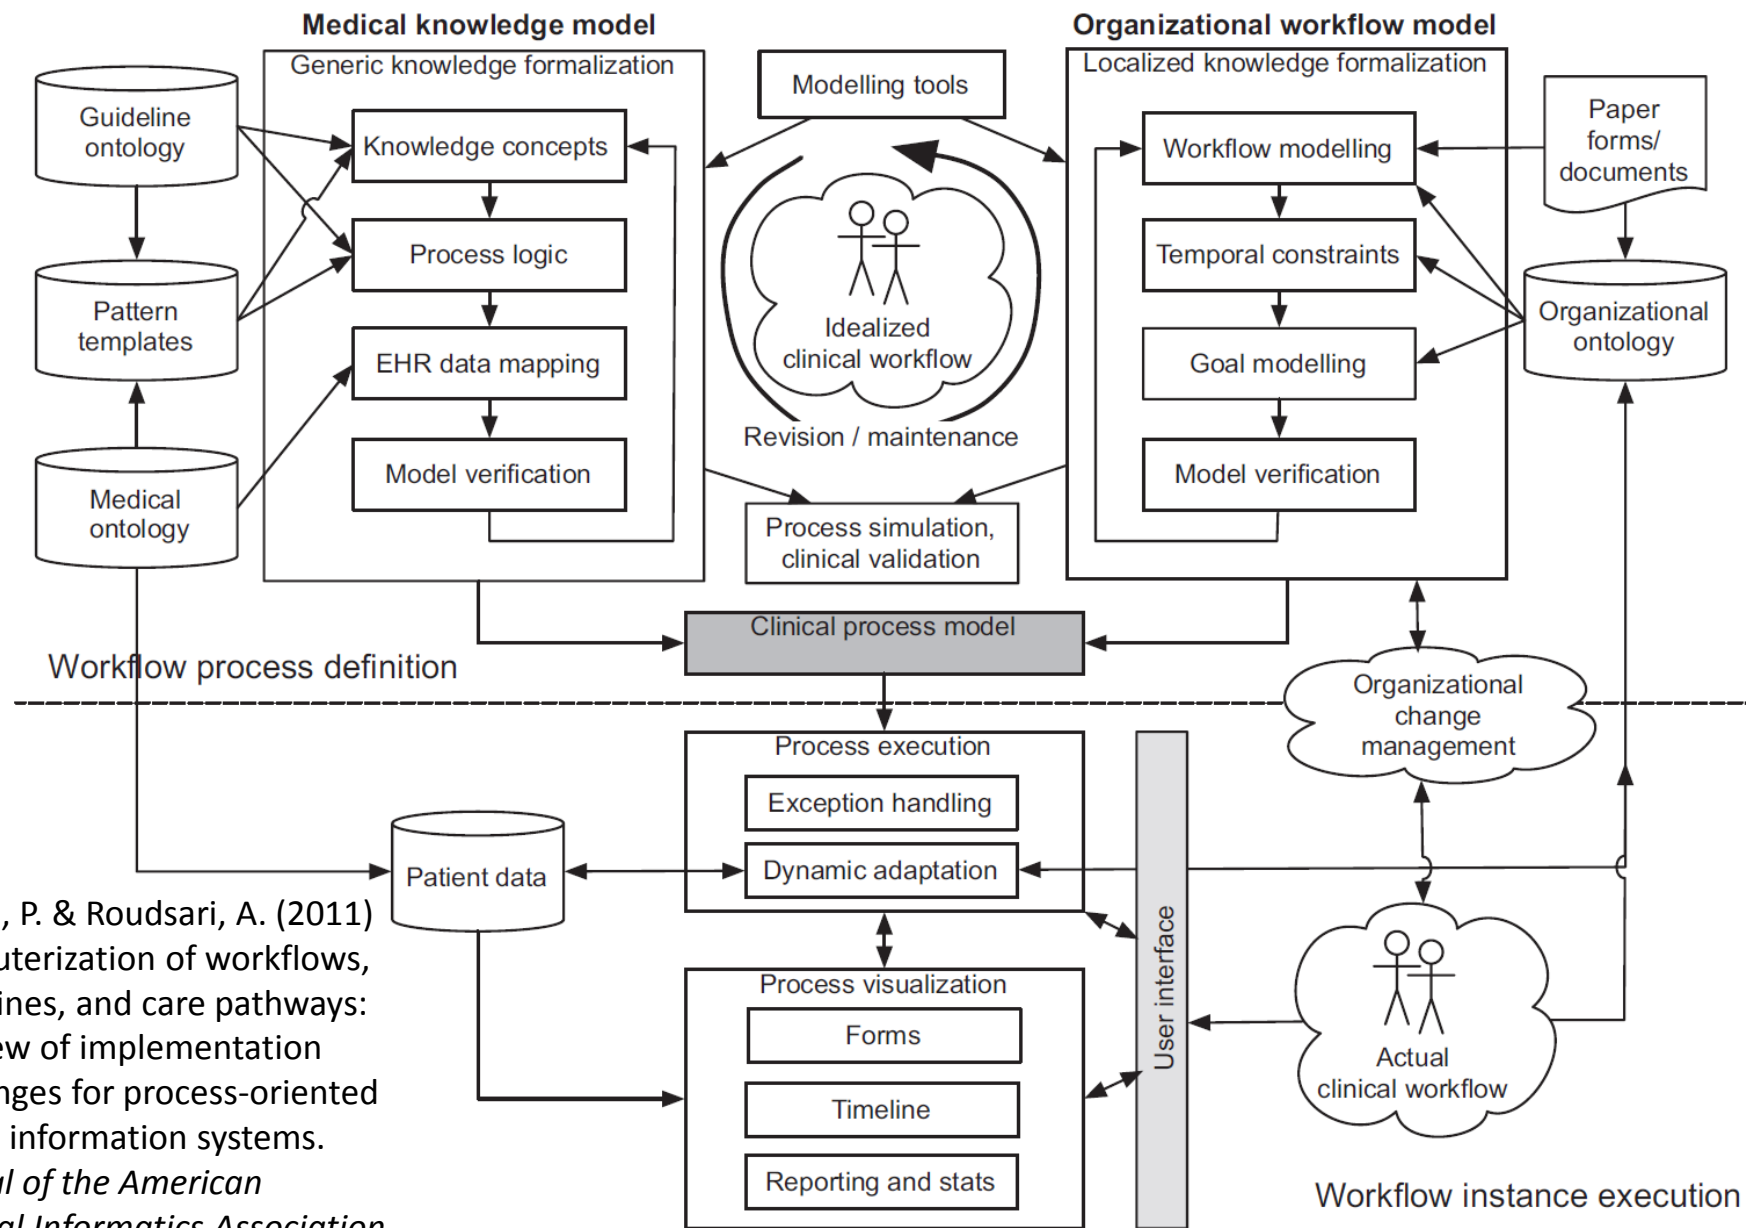 Medical knowledge model
Organizational workflow model
Generic knowledge formalization
Localized knowledge formalization
Guideline
ontology
Pattern
templates
Medical
ontology
Knowledge concepts
Process logic
EHR data mapping
Model verification
Modelling tools
Idealized
clinical workflow
Revision / maintenance
Process simulation,
clinical validation
Workflow modelling
Temporal constraints
Goal modelling
Model verification
Paper
forms/
documents
Organizational
ontology
Clinical process model
Workflow process definition
Organizational
change
management
Process execution
Exception handling
Dynamic adaptation
Patient data
Process visualization
Forms
Timeline
Reporting and stats
User interface
Actual
clinical workflow
Workflow instance execution
, P. & Roudsari, A. (2011)
uterization of workflows,
ines, and care pathways:
ew of implementation
nges for process-oriented
information systems.
al of the American
al Informatics Association